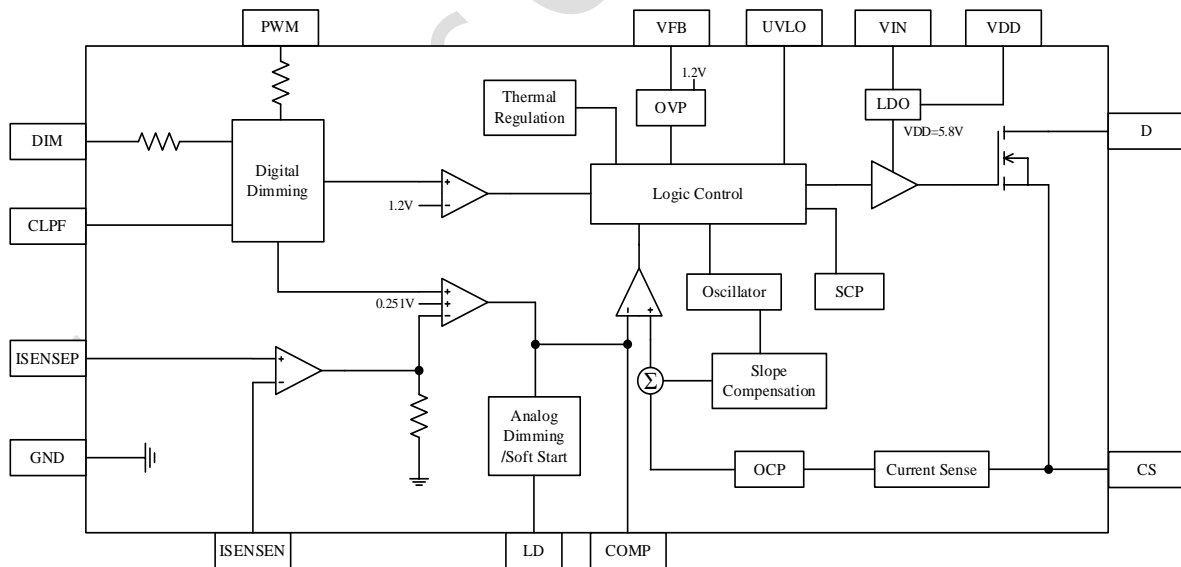 PWM
VFB
UVLO
VIN
VDD
1.2V
Thermal
Regulation
OVP
LDO
VDD=5.8V
DIM
D
Digital
Dimming
+
−
1.2V
Logic Control
CLPF
0.251V
+
+
−
−
+
Oscillator
SCP
ISENSEP
+
−
Σ
Slope
Compensation
Analog
Dimming
/Soft Start
GND
OCP
Current Sense
CS
ISENSEN
LD
COMP